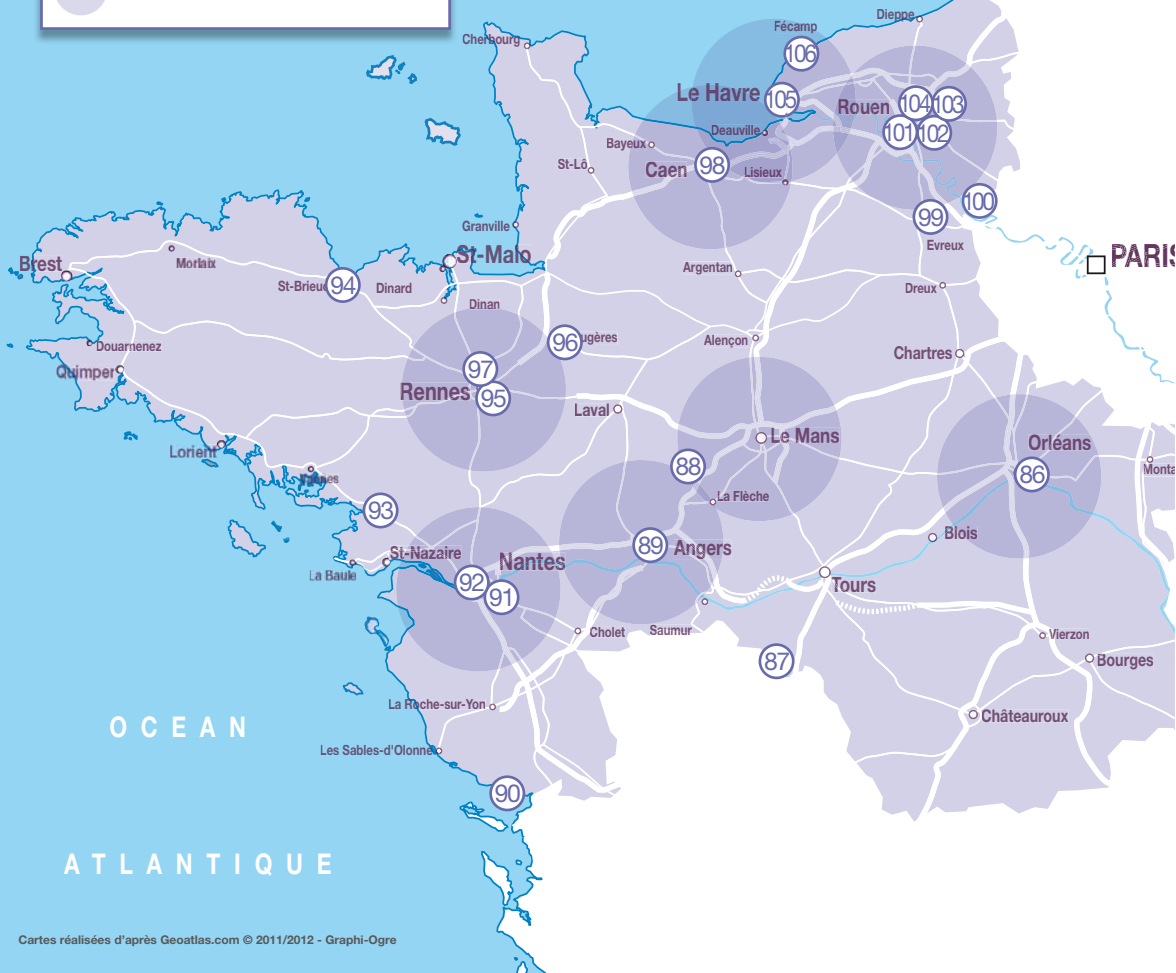 Dieppe
Fécamp
106
Cherbourg
Le Havre
105
Rouen
104
103
101
102
Deauville
Bayeux
St-Lô
Caen
98
Lisieux
100
99
Evreux
Granville
St-Malo
PARIS
Brest
Morlaix
St-Brieuc
94
Dinard
Dinan
Argentan
Dreux
Douarnenez
96
ugères
Alençon
Chartres
Quimper
97
Rennes
95
Laval
Le Mans
Orléans
86
Lorient
88
La Flèche
Monta
Vannes
93
St-Nazaire
Nantes
89
Angers
Blois
La Baule
92
91
Tours
Cholet
Saumur
Vierzon
87
Bourges
La Roche-sur-Yon
Châteauroux
OCEAN
Les Sables-d'Olonne
90
ATLANTIQUE
Cartes réalisées d'après Geoatlas.com © 2011/2012 - Graphi-Ogre